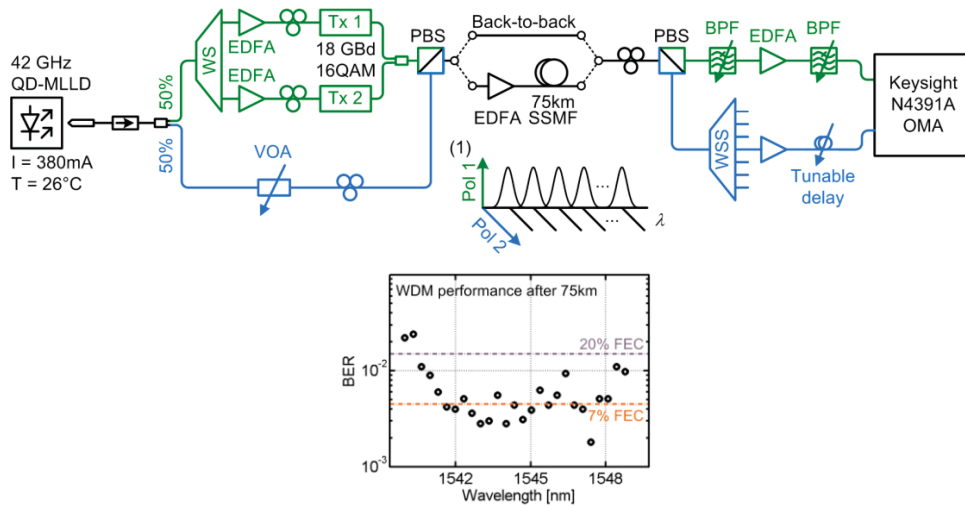 42 GHz
QD-MLLD
I = 380mA
T = 26°C
50%
50%
WS
EDFA
EDFA
Tx 1
18 GBd
16QAM
Tx 2
VOA
PBS
Back-to-back
EDFA
75km
SSMF
(1)
Pol 1
Pol 2
...
...
λ
PBS
BPF
EDFA
BPF
WSS
Tunable
delay
Keysight
N4391A
OMA
WDM performance after 75km
20% FEC
7% FEC
BER
10-2
10-3
1542
1545
1548
Wavelength [nm]